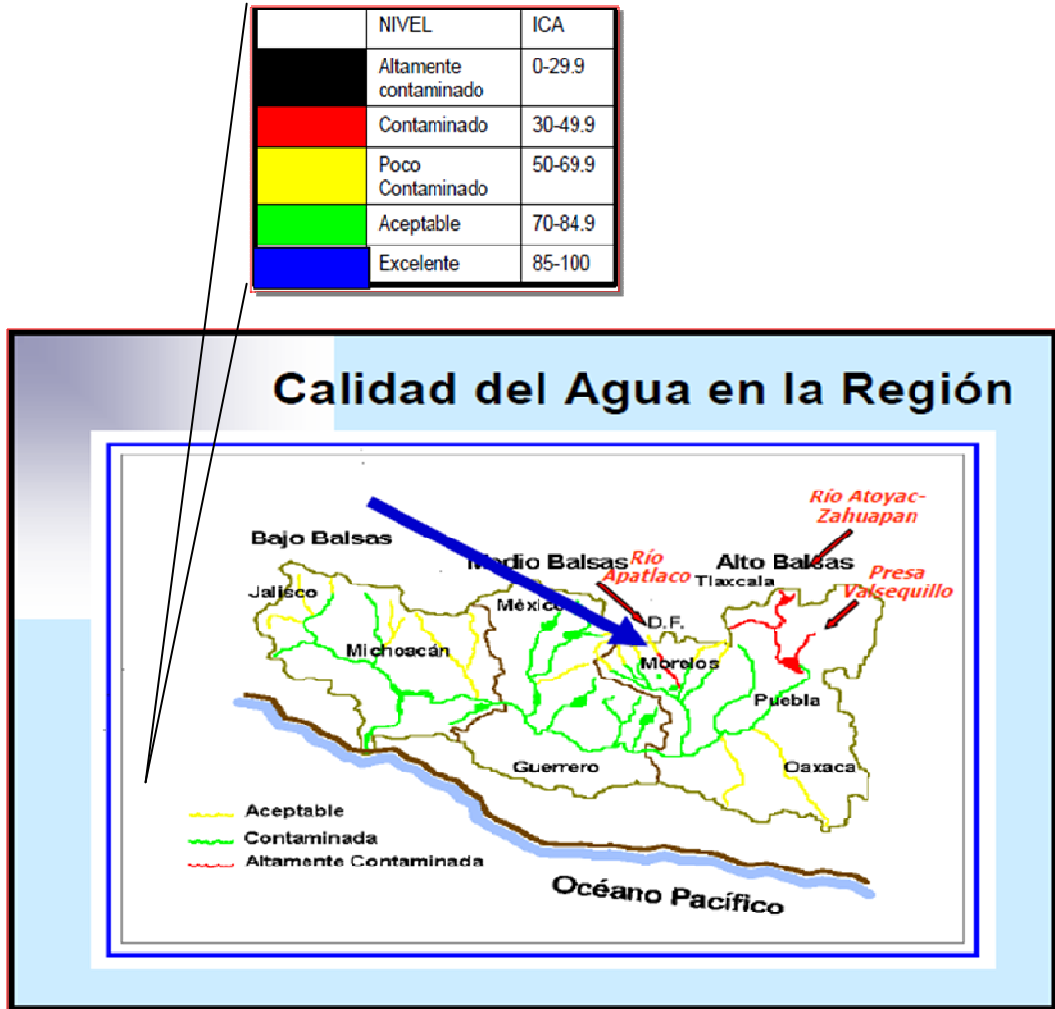 NIVEL ICA
Altamente contaminado 0-29.9
Contaminado 30-49.9
Poco Contaminado 50-69.9
Aceptable 70-84.9
Excelente 85-100
Calidad del Agua en la Región
Río Atoyac-
Zahuapan
Bajo Balsas
Medio Balsas
Río
Apatlaco
Alto Balsas
Tlaxcala
Presa
Valsequillo
Jalisco
México
D.F.
Michoacán
Morelos
Puebla
Guerrero
Oaxaca
Aceptable
Contaminada
Altamente Contaminada
Océano Pacífico